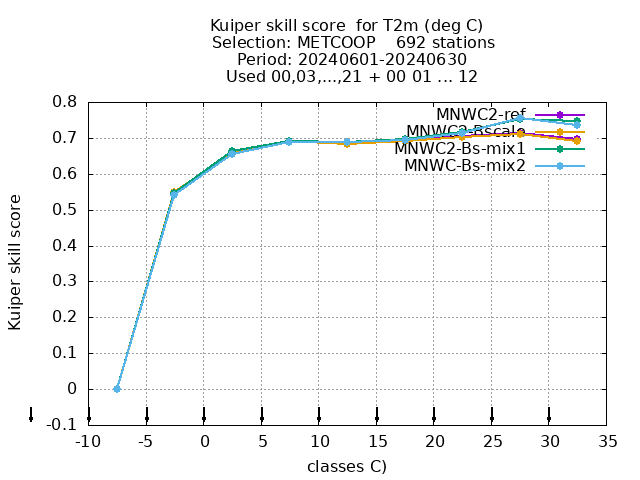 Kuiper skill score  for T2m (deg C)
Selection: METCOOP    692 stations
Period: 20240601-20240630
Used 00,03,...,21 + 00 01 ... 12
MNWC2-ref
MNWC2-Bscale
MNWC2-Bs-mix1
MNWC-Bs-mix2
Kuiper skill score
0.8
0.7
0.6
0.5
0.4
0.3
0.2
0.1
0
-0.1
-10 -5 0 5 10 15 20 25 30 35
classes C)